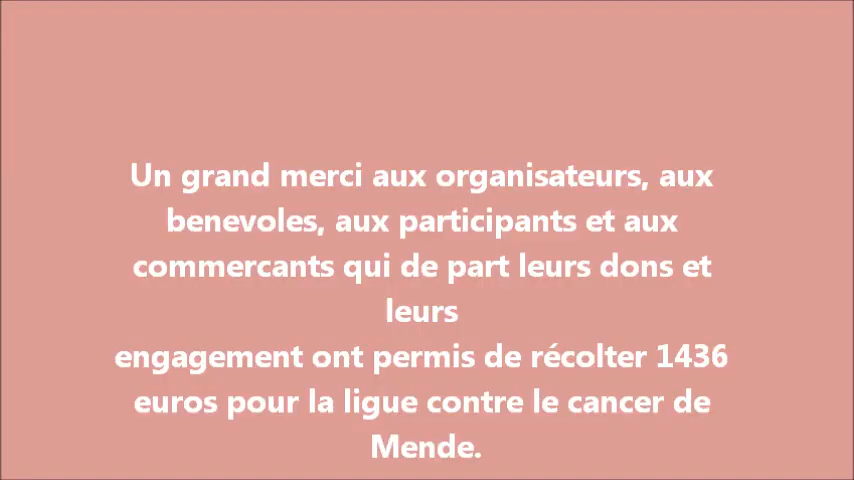 Un grand merci aux organisateurs, aux
benevoles, aux participants et aux
commercants qui de part leurs dons et
leurs
engagement ont permis de récolter 1436
euros pour la ligue contre le cancer de
Mende.